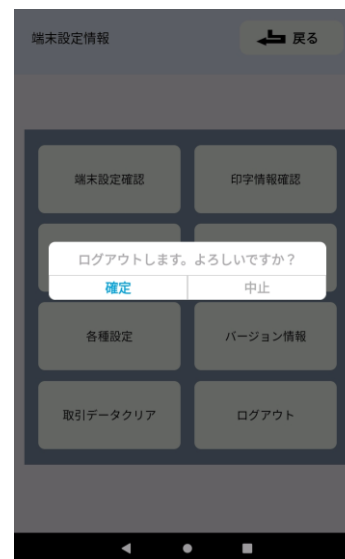 端末設定情報
戻る
端末設定確認
印字情報確認
ログアウトします。よろしいですか？
確定
中止
各種設定
バージョン情報
取引データクリア
ログアウト